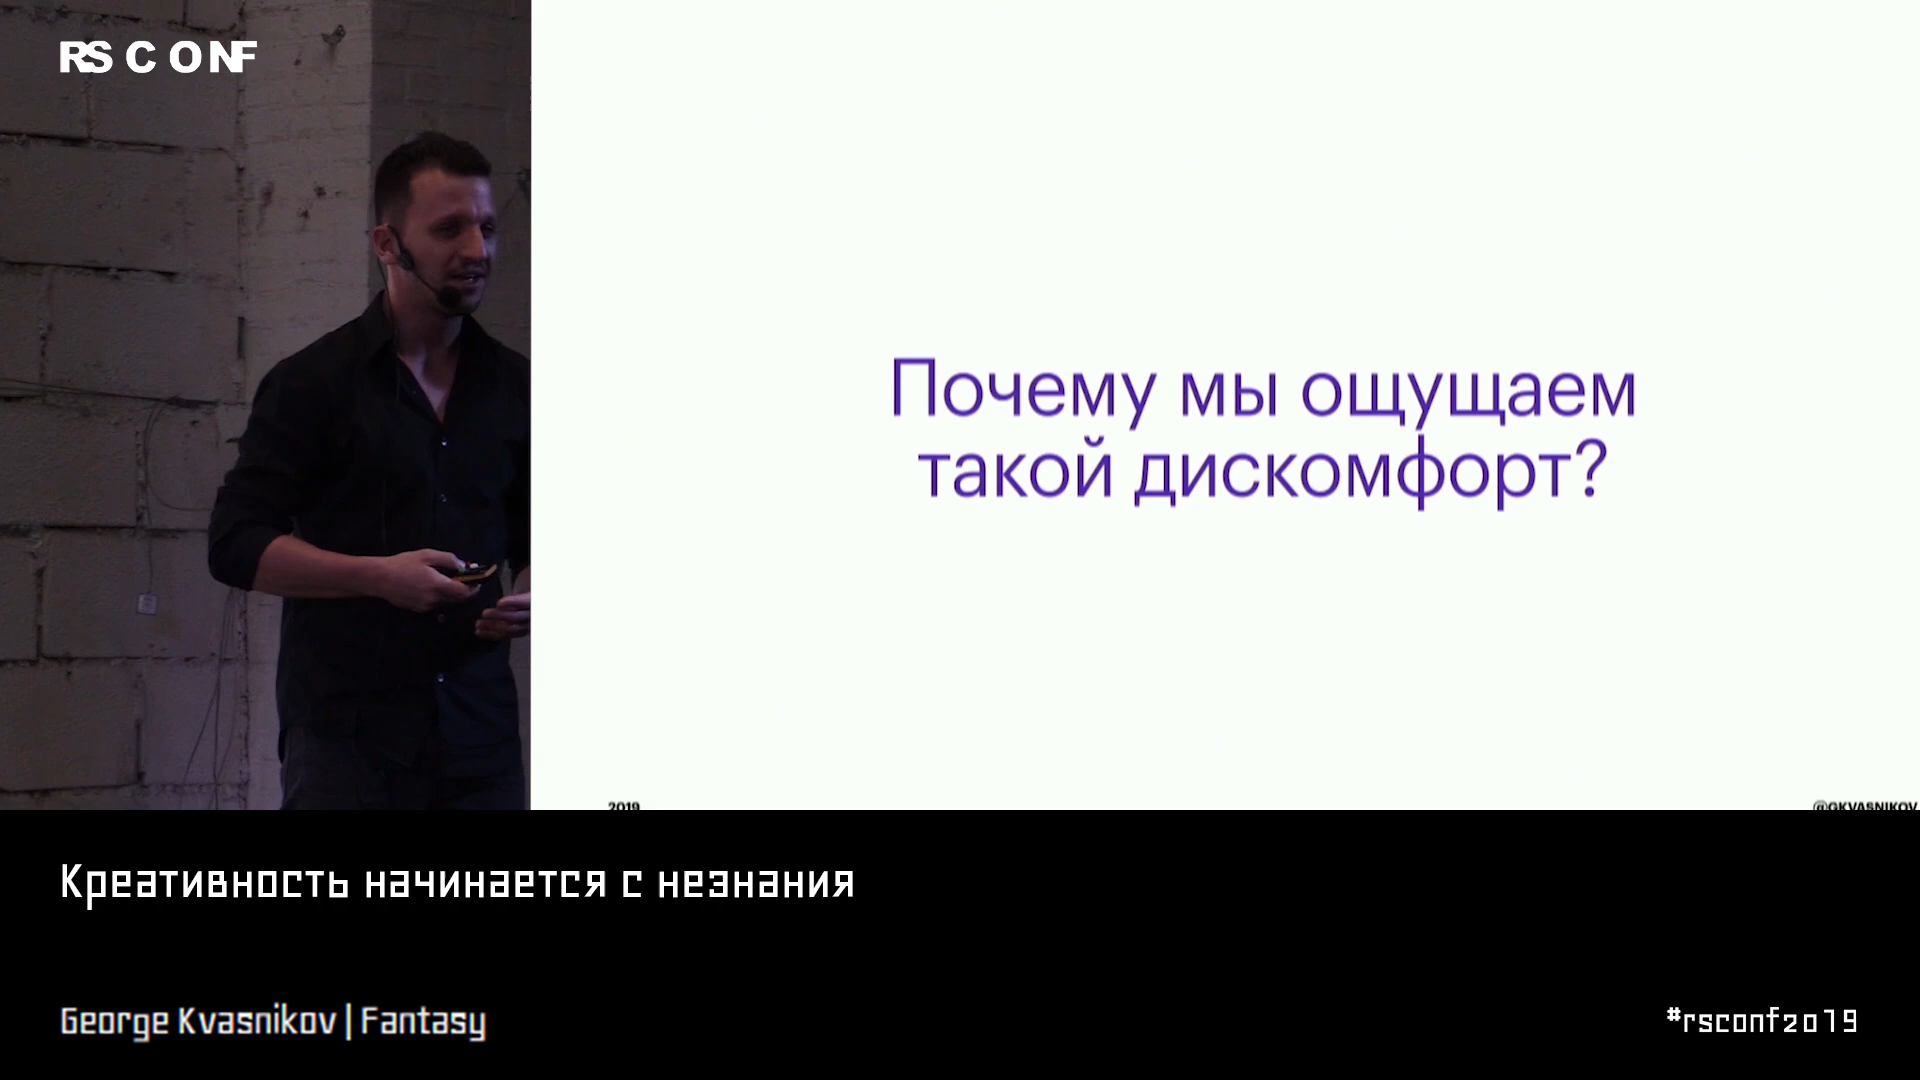 RS CONF
Почему мы ощущаем
такой дискомфорт?
2019
@GKVASNIKOV
Креативность начинается с незнания
George Kvasnikov | Fantasy
#rsconf2019